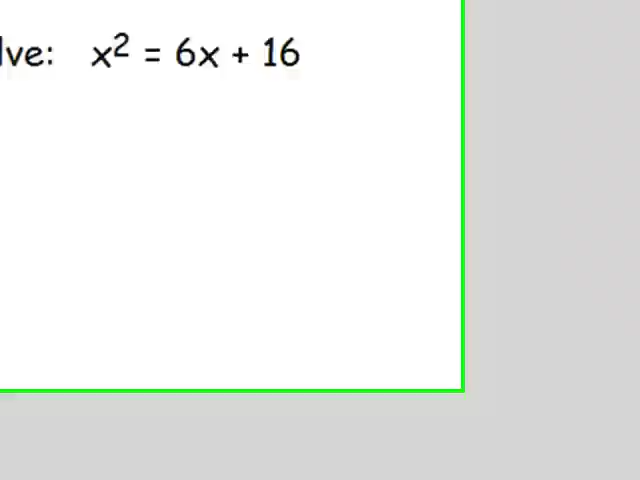 lve: x² = 6x + 16